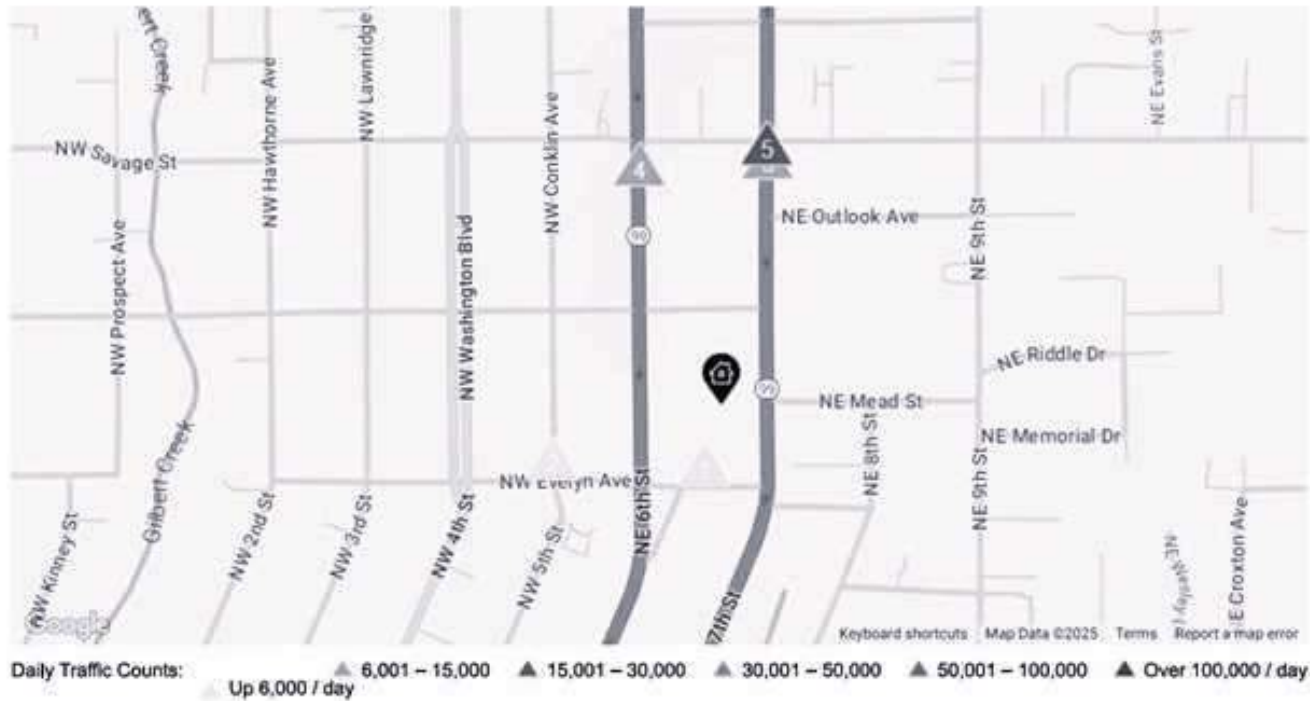 NW Savage St
NW Prospect Ave
Gilbert Creek
NW Hawthorne Ave
NW Lawnridge
NW Washington Blvd
NW Conklin Ave
4
5
99
NE Outlook Ave
NE 9th St
NE Evans St
NE Riddle Dr
NE Mead St
NE Memorial Dr
NE 8th St
NE 9th St
NW Evelyn Ave
NE 6th St
7th St
NW Kinney St
NW 2nd St
NW 3rd St
NW 4th St
NW 5th St
E Croxton Ave
Google
Keyboard shortcuts Map Data ©2025 Terms Report a map error
Daily Traffic Counts: Up 6,000 / day 6,001 – 15,000 15,001 – 30,000 30,001 – 50,000 50,001 – 100,000 Over 100,000 / day